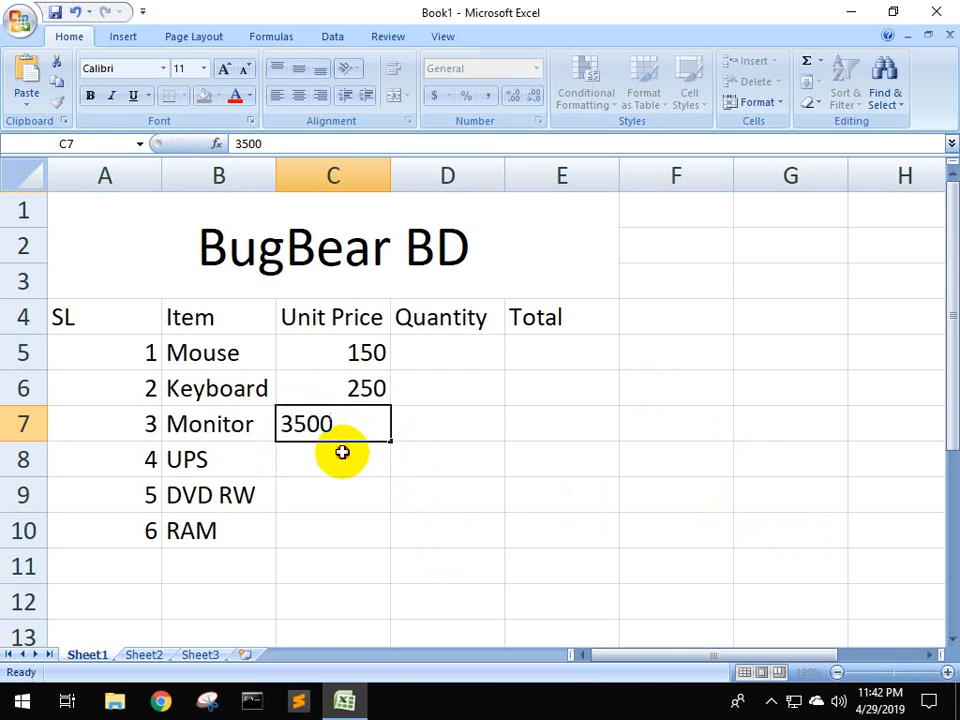 Book1 - Microsoft Excel
Home Insert Page Layout Formulas Data Review View
Paste Calibri 11 A A General Conditional Formatting Format as Table Cell Styles Insert Delete Format Sort & Filter Find & Select
B I U A $ % ,
Clipboard Font Alignment Number Styles Cells Editing
C7 fx 3500
A B C D E F G H
1
2 BugBear BD
3
4 SL Item Unit Price Quantity Total
5 1 Mouse 150
6 2 Keyboard 250
7 3 Monitor 3500
8 4 UPS
9 5 DVD RW
10 6 RAM
11
12
13
Sheet1 Sheet2 Sheet3
Ready 190%
11:42 PM
4/29/2019